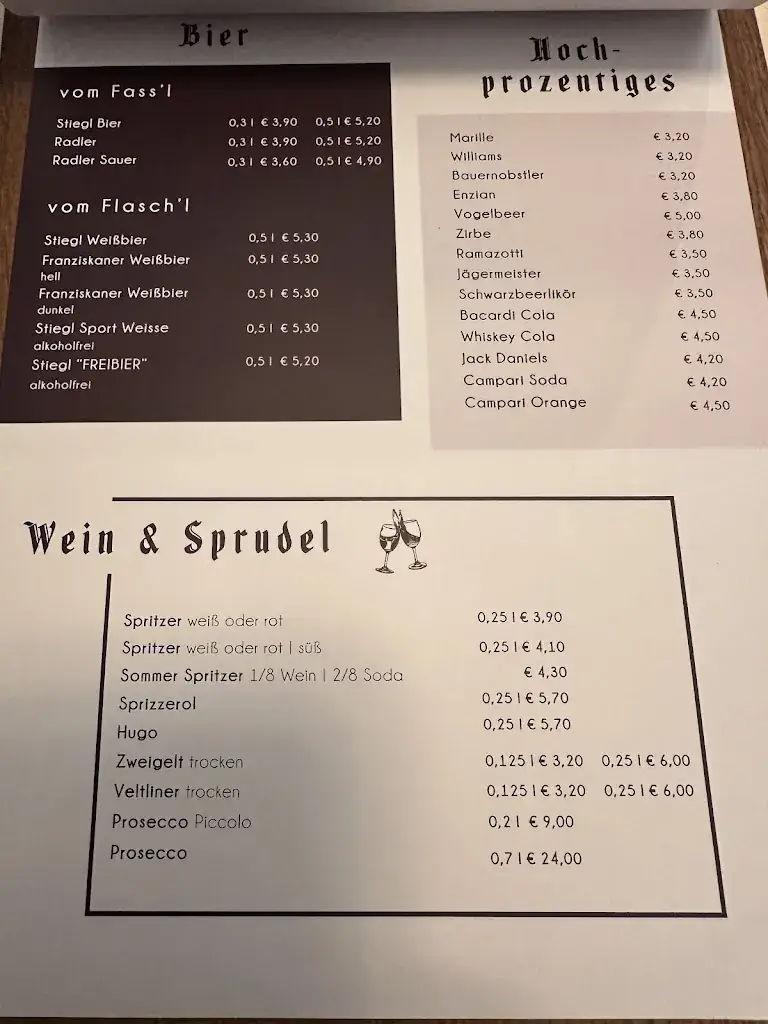 Bier
vom Fass'l
Stiegl Bier 0,3 l € 3,90 0,5 l € 5,20
Radler 0,3 l € 3,90 0,5 l € 5,20
Radler Sauer 0,3 l € 3,60 0,5 l € 4,90
vom Flasch'l
Stiegl Weißbier 0,5 l € 5,30
Franziskaner Weißbier 0,5 l € 5,30
hell
Franziskaner Weißbier 0,5 l € 5,30
dunkel
Stiegl Sport Weisse 0,5 l € 5,30
alkoholfrei
Stiegl "FREIBIER" 0,5 l € 5,20
alkoholfrei
Hoch-
prozentiges
Marille € 3,20
Williams € 3,20
Bauernobstler € 3,20
Enzian € 3,80
Vogelbeer € 5,00
Zirbe € 3,80
Ramazotti € 3,50
Jägermeister € 3,50
Schwarzbeerlikör € 3,50
Bacardi Cola € 4,50
Whiskey Cola € 4,50
Jack Daniels € 4,20
Campari Soda € 4,20
Campari Orange € 4,50
Wein & Sprudel
Spritzer weiß oder rot 0,25 l € 3,90
Spritzer weiß oder rot | süß 0,25 l € 4,10
Sommer Spritzer 1/8 Wein | 2/8 Soda € 4,30
Sprizzerol 0,25 l € 5,70
Hugo 0,25 l € 5,70
Zweigelt trocken 0,125 l € 3,20 0,25 l € 6,00
Veltliner trocken 0,125 l € 3,20 0,25 l € 6,00
Prosecco Piccolo 0,2 l € 9,00
Prosecco 0,7 l € 24,00